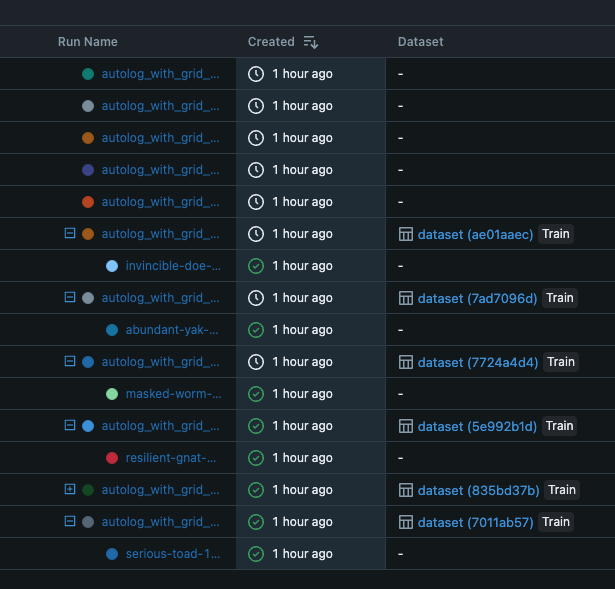 Run Name Created Dataset
autolog_with_grid_... 1 hour ago -
autolog_with_grid_... 1 hour ago -
autolog_with_grid_... 1 hour ago -
autolog_with_grid_... 1 hour ago -
autolog_with_grid_... 1 hour ago -
autolog_with_grid_... 1 hour ago dataset (ae01aaec) Train
invincible-doe-... 1 hour ago -
autolog_with_grid_... 1 hour ago dataset (7ad7096d) Train
abundant-yak-... 1 hour ago -
autolog_with_grid_... 1 hour ago dataset (7724a4d4) Train
masked-worm-... 1 hour ago -
autolog_with_grid_... 1 hour ago dataset (5e992b1d) Train
resilient-gnat-... 1 hour ago -
autolog_with_grid_... 1 hour ago dataset (835bd37b) Train
autolog_with_grid_... 1 hour ago dataset (7011ab57) Train
serious-toad-1... 1 hour ago -